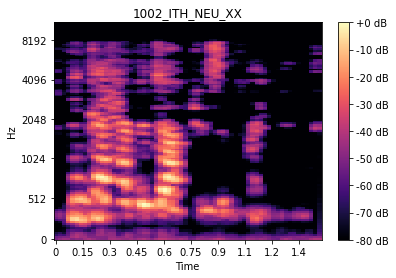 1002_ITH_NEU_XX
+0 dB
8192
-10 dB
4096
-20 dB
-30 dB
2048
Hz
-40 dB
1024
-50 dB
512
-60 dB
-70 dB
0
-80 dB
0 0.15 0.3 0.45 0.6 0.75 0.9 1.1 1.2 1.4
Time